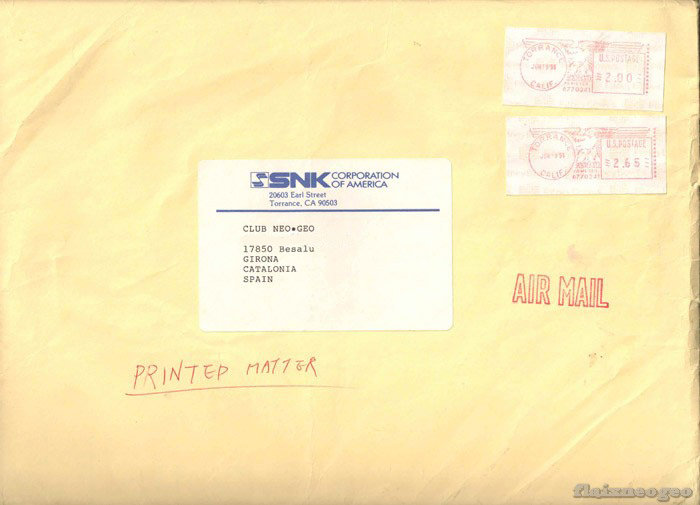 TORRANCE
CALIF.
U.S.POSTAGE
2.00
TORRANCE
CALIF.
U.S.POSTAGE
2.65
SNK CORPORATION
OF AMERICA
20603 Earl Street
Torrance, CA 90503
CLUB NEO•GEO
17850 Besalu
GIRONA
CATALONIA
SPAIN
AIR MAIL
PRINTED MATTER
fluixneogeo